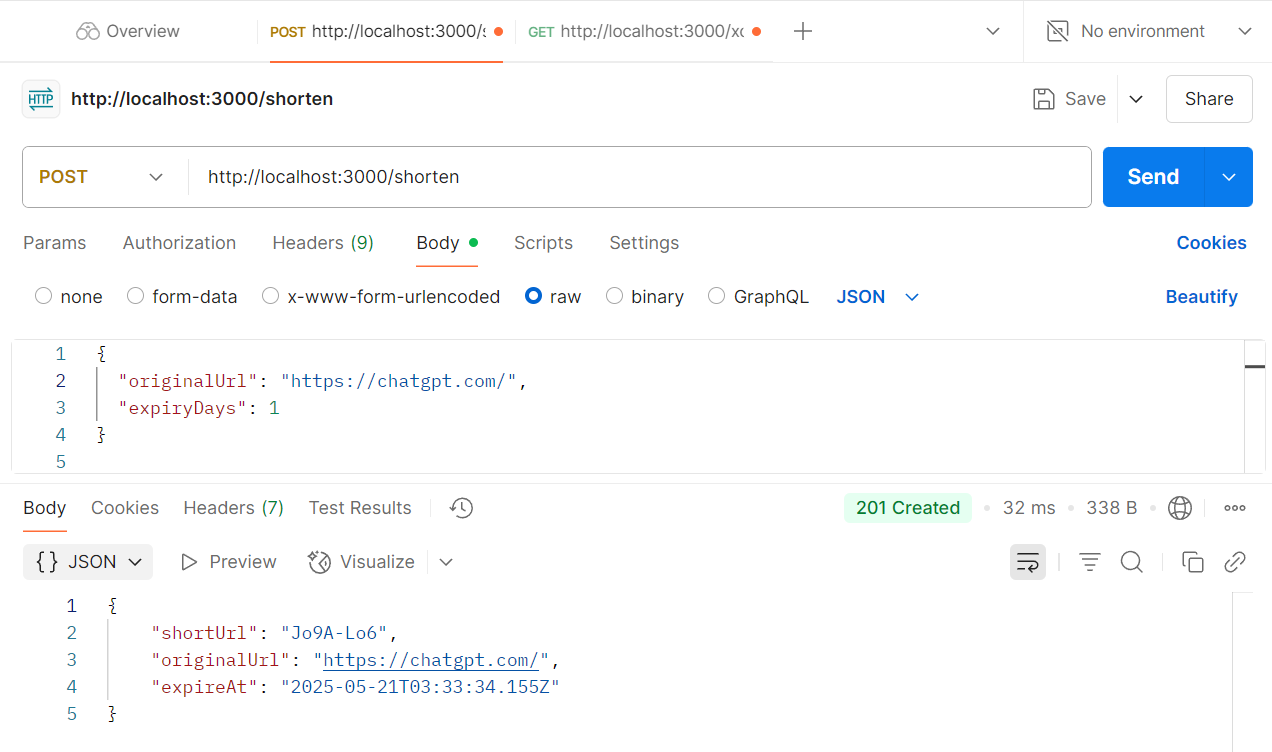 Overview POST http://localhost:3000/s GET http://localhost:3000/xc No environment
HTTP http://localhost:3000/shorten Save Share
POST http://localhost:3000/shorten Send
Params Authorization Headers (9) Body Scripts Settings Cookies
none form-data x-www-form-urlencoded raw binary GraphQL JSON Beautify
1 {
2 "originalUrl": "https://chatgpt.com/",
3 "expiryDays": 1
4 }
5
Body Cookies Headers (7) Test Results 201 Created 32 ms 338 B
{} JSON Preview Visualize
1 {
2 "shortUrl": "Jo9A-Lo6",
3 "originalUrl": "https://chatgpt.com/",
4 "expireAt": "2025-05-21T03:33:34.155Z"
5 }